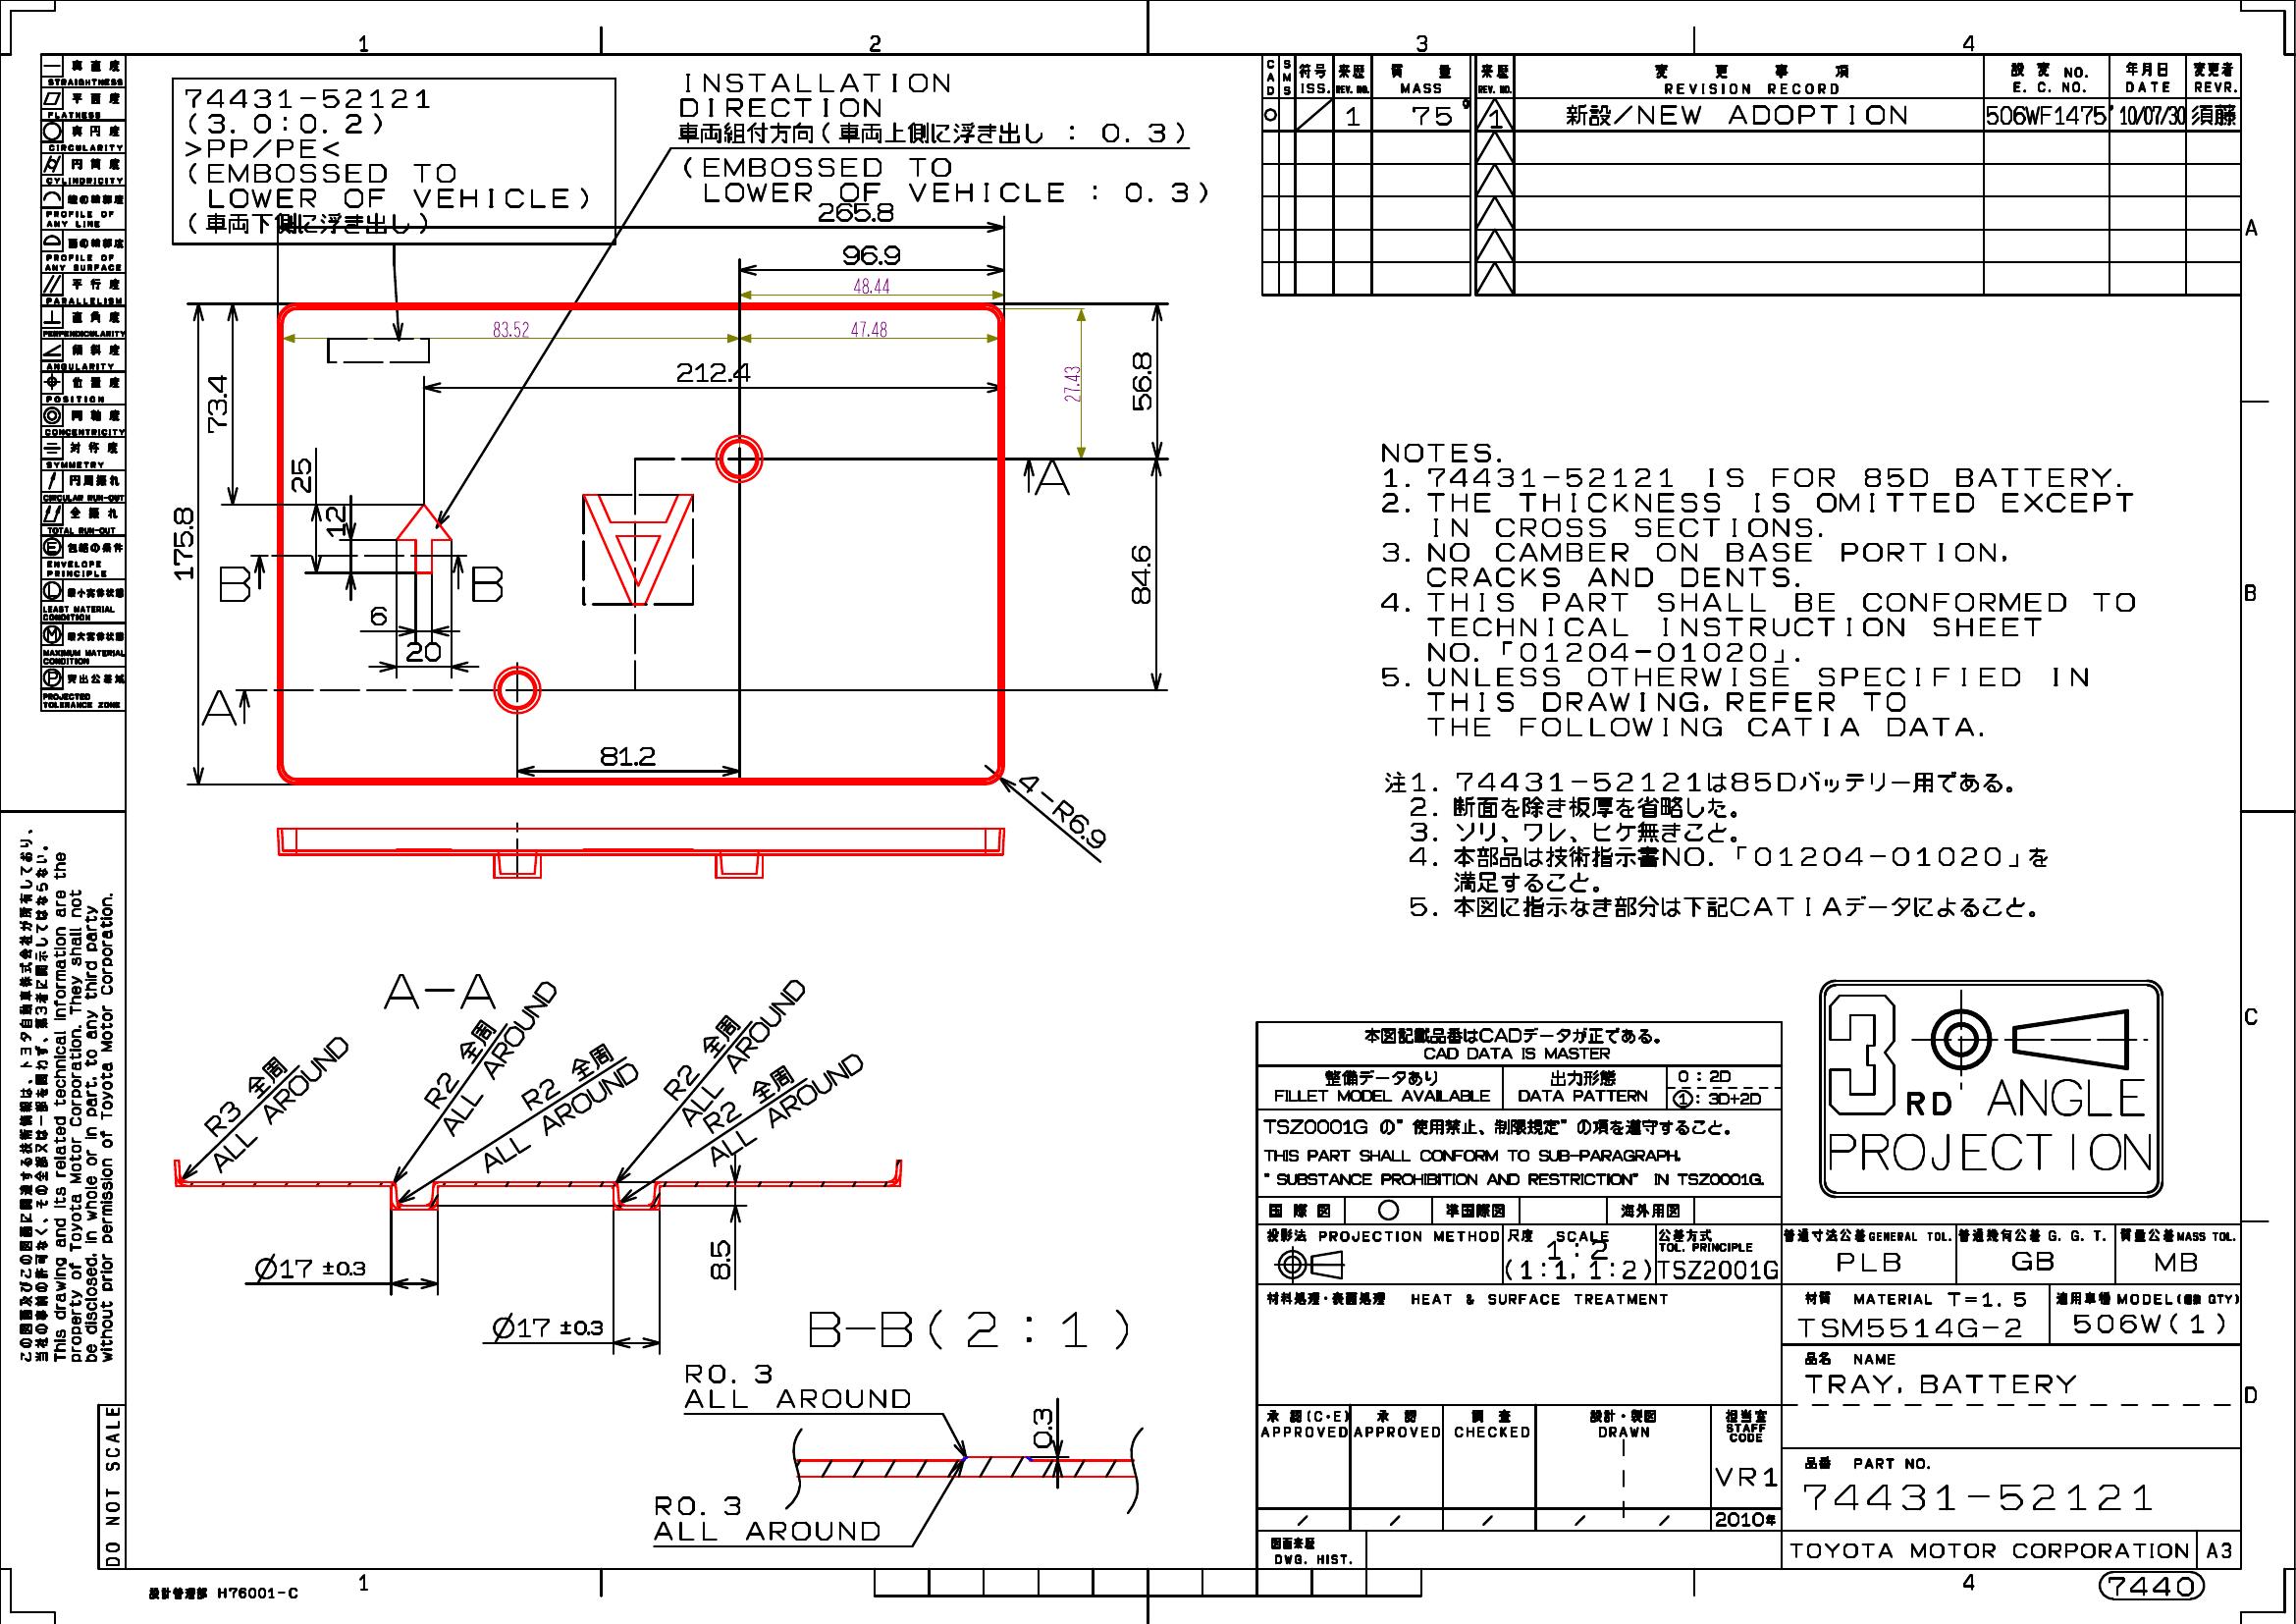 1
2
3
4
真直度
STRAIGHTNESS
平面度
FLATNESS
真円度
CIRCULARITY
円筒度
CYLINDRICITY
線の輪郭度
PROFILE OF
ANY LINE
面の輪郭度
PROFILE OF
ANY SURFACE
平行度
PARALLELISM
直角度
PERPENDICULARITY
傾斜度
ANGULARITY
位置度
POSITION
同軸度
CONCENTRICITY
対称度
SYMMETRY
円周振れ
CIRCULAR RUN-OUT
全振れ
TOTAL RUN-OUT
Ⓔ 包絡の条件
ENVELOPE
PRINCIPLE
Ⓛ 最小実体状態
LEAST MATERIAL
CONDITION
Ⓜ 最大実体状態
MAXIMUM MATERIAL
CONDITION
Ⓟ 突出公差域
PROJECTED
TOLERANCE ZONE
この図面及びこの図面に関連する技術情報は、トヨタ自動車株式会社が所有しており、
当社の事前の許可なく、その全部又は一部を問わず、第3者に開示してはならない。
This drawing and its related technical information are the
property of Toyota Motor Corporation. They shall not
be disclosed, in whole or in part, to any third party
without prior permission of Toyota Motor Corporation.
DO NOT SCALE
74431-52121
(3.0:0.2)
>PP/PE<
(EMBOSSED TO
LOWER OF VEHICLE)
(車両下側に浮き出し)
INSTALLATION
DIRECTION
車両組付方向(車両上側に浮き出し : 0.3)
(EMBOSSED TO
LOWER OF VEHICLE : 0.3)
265.8
96.9
48.44
83.52
47.48
212.4
27.43
56.8
73.4
25
12
175.8
84.6
B
B
A
A
A
6
20
81.2
4-R6.9
A-A
R3 全周
ALL AROUND
R2 全周
ALL AROUND
R2 全周
ALL AROUND
R2 全周
ALL AROUND
R2 全周
ALL AROUND
8.5
Ø17 ±0.3
Ø17 ±0.3
B-B(2:1)
R0.3
ALL AROUND
0.3
R0.3
ALL AROUND
CAD
SMS
符号
ISS.
来歴
REV. NO.
質量
MASS
来歴
REV. NO.
変更事項
REVISION RECORD
設変 NO.
E. C. NO.
年月日
DATE
変更者
REVR.
1
75 g
1
新設/NEW ADOPTION
506WF1475
'10/07/30
須藤
A
B
C
D
NOTES.
1. 74431-52121 IS FOR 85D BATTERY.
2. THE THICKNESS IS OMITTED EXCEPT
IN CROSS SECTIONS.
3. NO CAMBER ON BASE PORTION,
CRACKS AND DENTS.
4. THIS PART SHALL BE CONFORMED TO
TECHNICAL INSTRUCTION SHEET
NO.「01204-01020」.
5. UNLESS OTHERWISE SPECIFIED IN
THIS DRAWING, REFER TO
THE FOLLOWING CATIA DATA.
注1. 74431-52121は85Dバッテリー用である。
2. 断面を除き板厚を省略した。
3. ソリ、ワレ、ヒケ無きこと。
4. 本部品は技術指示書NO.「01204-01020」を
満足すること。
5. 本図に指示なき部分は下記CATIAデータによること。
3RD ANGLE
PROJECTION
本図記載品番はCADデータが正である。
CAD DATA IS MASTER
整備データあり
FILLET MODEL AVAILABLE
出力形態
DATA PATTERN
0 : 2D
① : 3D+2D
TSZ0001G の"使用禁止、制限規定"の項を遵守すること。
THIS PART SHALL CONFORM TO SUB-PARAGRAPH,
"SUBSTANCE PROHIBITION AND RESTRICTION" IN TSZ0001G.
国際図
準国際図
海外用図
投影法 PROJECTION METHOD
尺度 SCALE
1:2
(1:1, 1:2)
公差方式
TOL. PRINCIPLE
TSZ2001G
普通寸法公差 GENERAL TOL.
PLB
普通幾何公差 G. G. T.
GB
質量公差 MASS TOL.
MB
材料処理・表面処理 HEAT & SURFACE TREATMENT
材質 MATERIAL T=1.5
TSM5514G-2
適用車種 MODEL(個数 QTY)
506W(1)
品名 NAME
TRAY, BATTERY
承認(C・E)
APPROVED
承認
APPROVED
調査
CHECKED
設計・製図
DRAWN
担当室
STAFF
CODE
VR1
2010年
品番 PART NO.
74431-52121
図面来歴
DWG. HIST.
TOYOTA MOTOR CORPORATION
A3
設計管理部 H76001-C
1
4
7440